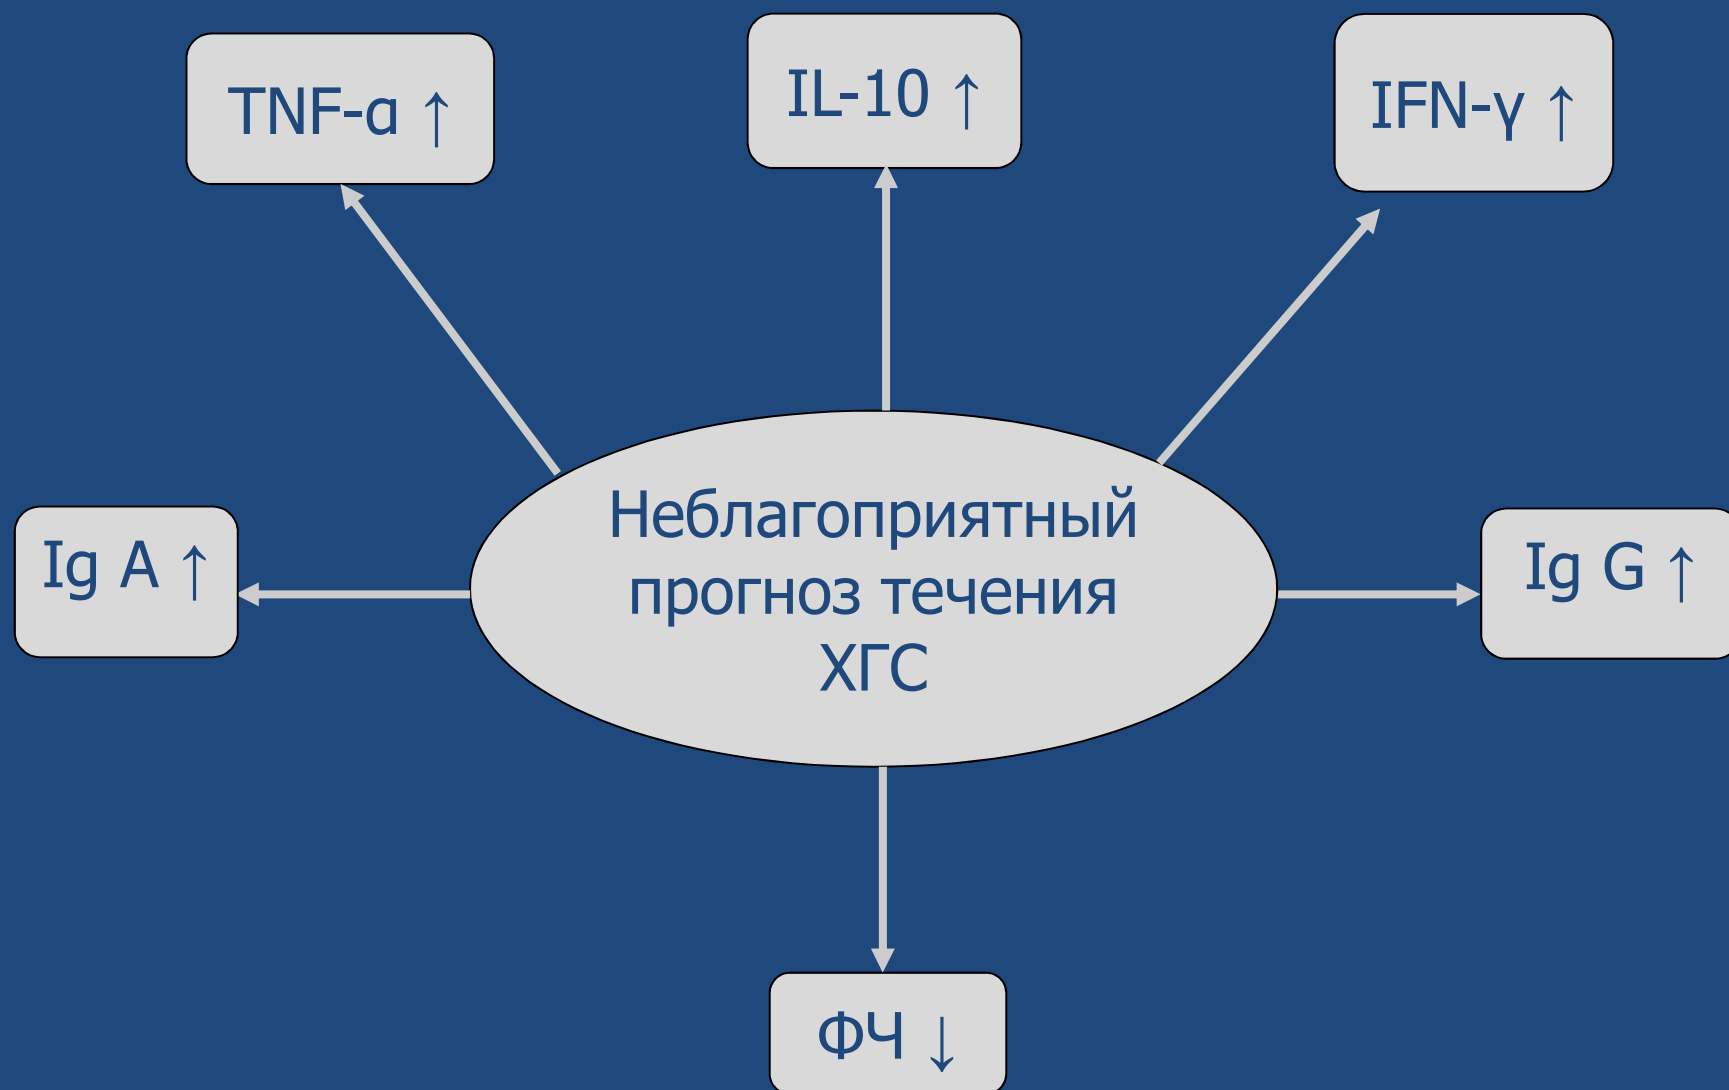 TNF-α ↑
IL-10 ↑
IFN-γ ↑
Ig A ↑
Неблагоприятный
прогноз течения
ХГС
Ig G ↑
ФЧ ↓